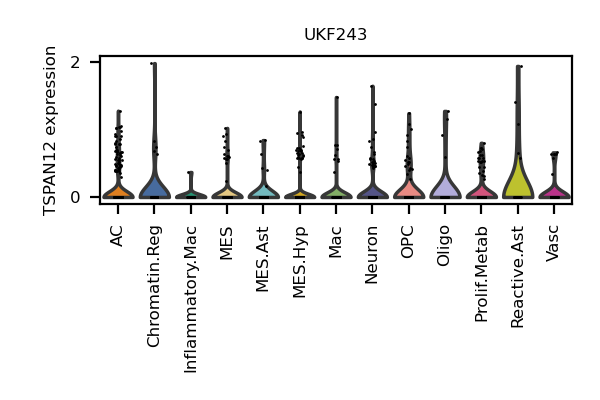 UKF243
TSPAN12 expression
2
0
AC
Chromatin.Reg
Inflammatory.Mac
MES
MES.Ast
MES.Hyp
Mac
Neuron
OPC
Oligo
Prolif.Metab
Reactive.Ast
Vasc